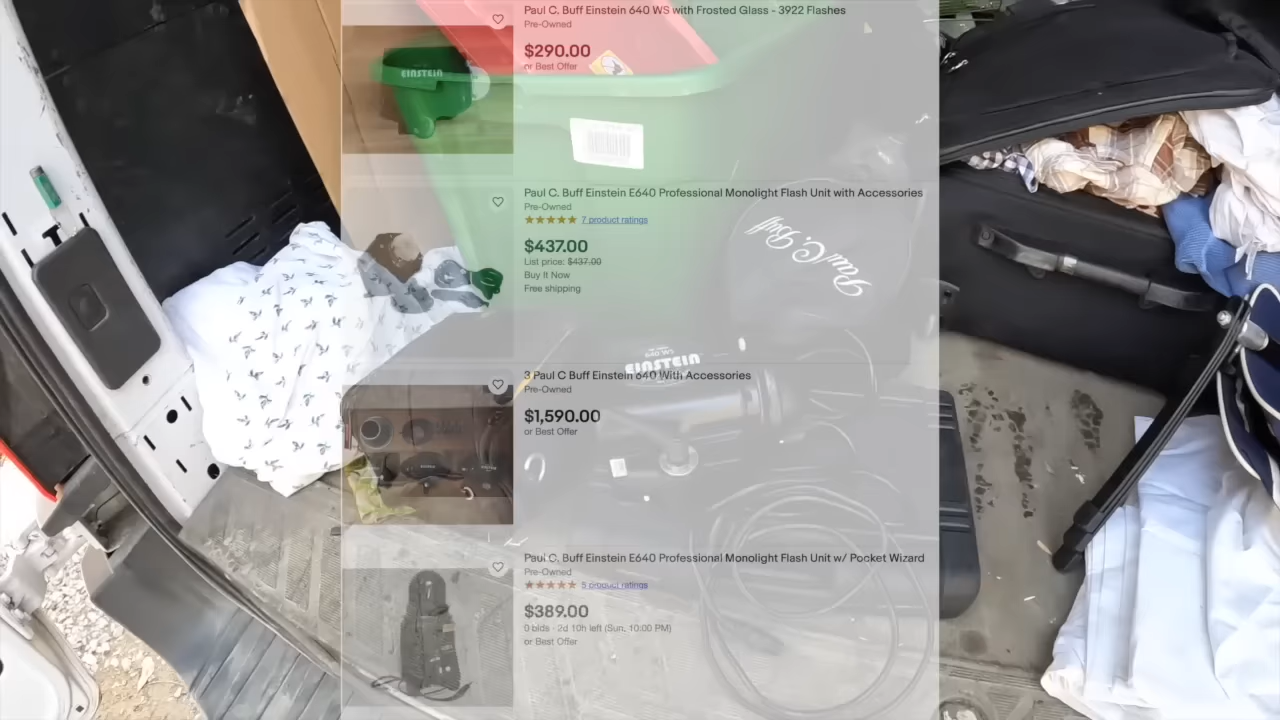 Paul C. Buff Einstein 640 WS with Frosted Glass - 3922 Flashes
Pre-Owned
$290.00
or Best Offer
EINSTEIN
Paul C. Buff Einstein E640 Professional Monolight Flash Unit with Accessories
Pre-Owned
7 product ratings
$437.00
List price: $437.00
Buy It Now
Free shipping
Paul C. Buff
EINSTEIN
3 Paul C Buff Einstein 640 With Accessories
Pre-Owned
$1,590.00
or Best Offer
Paul C. Buff Einstein E640 Professional Monolight Flash Unit w/ Pocket Wizard
Pre-Owned
5 product ratings
$389.00
0 bids · 2d 10h left (Sun, 10:00 PM)
or Best Offer